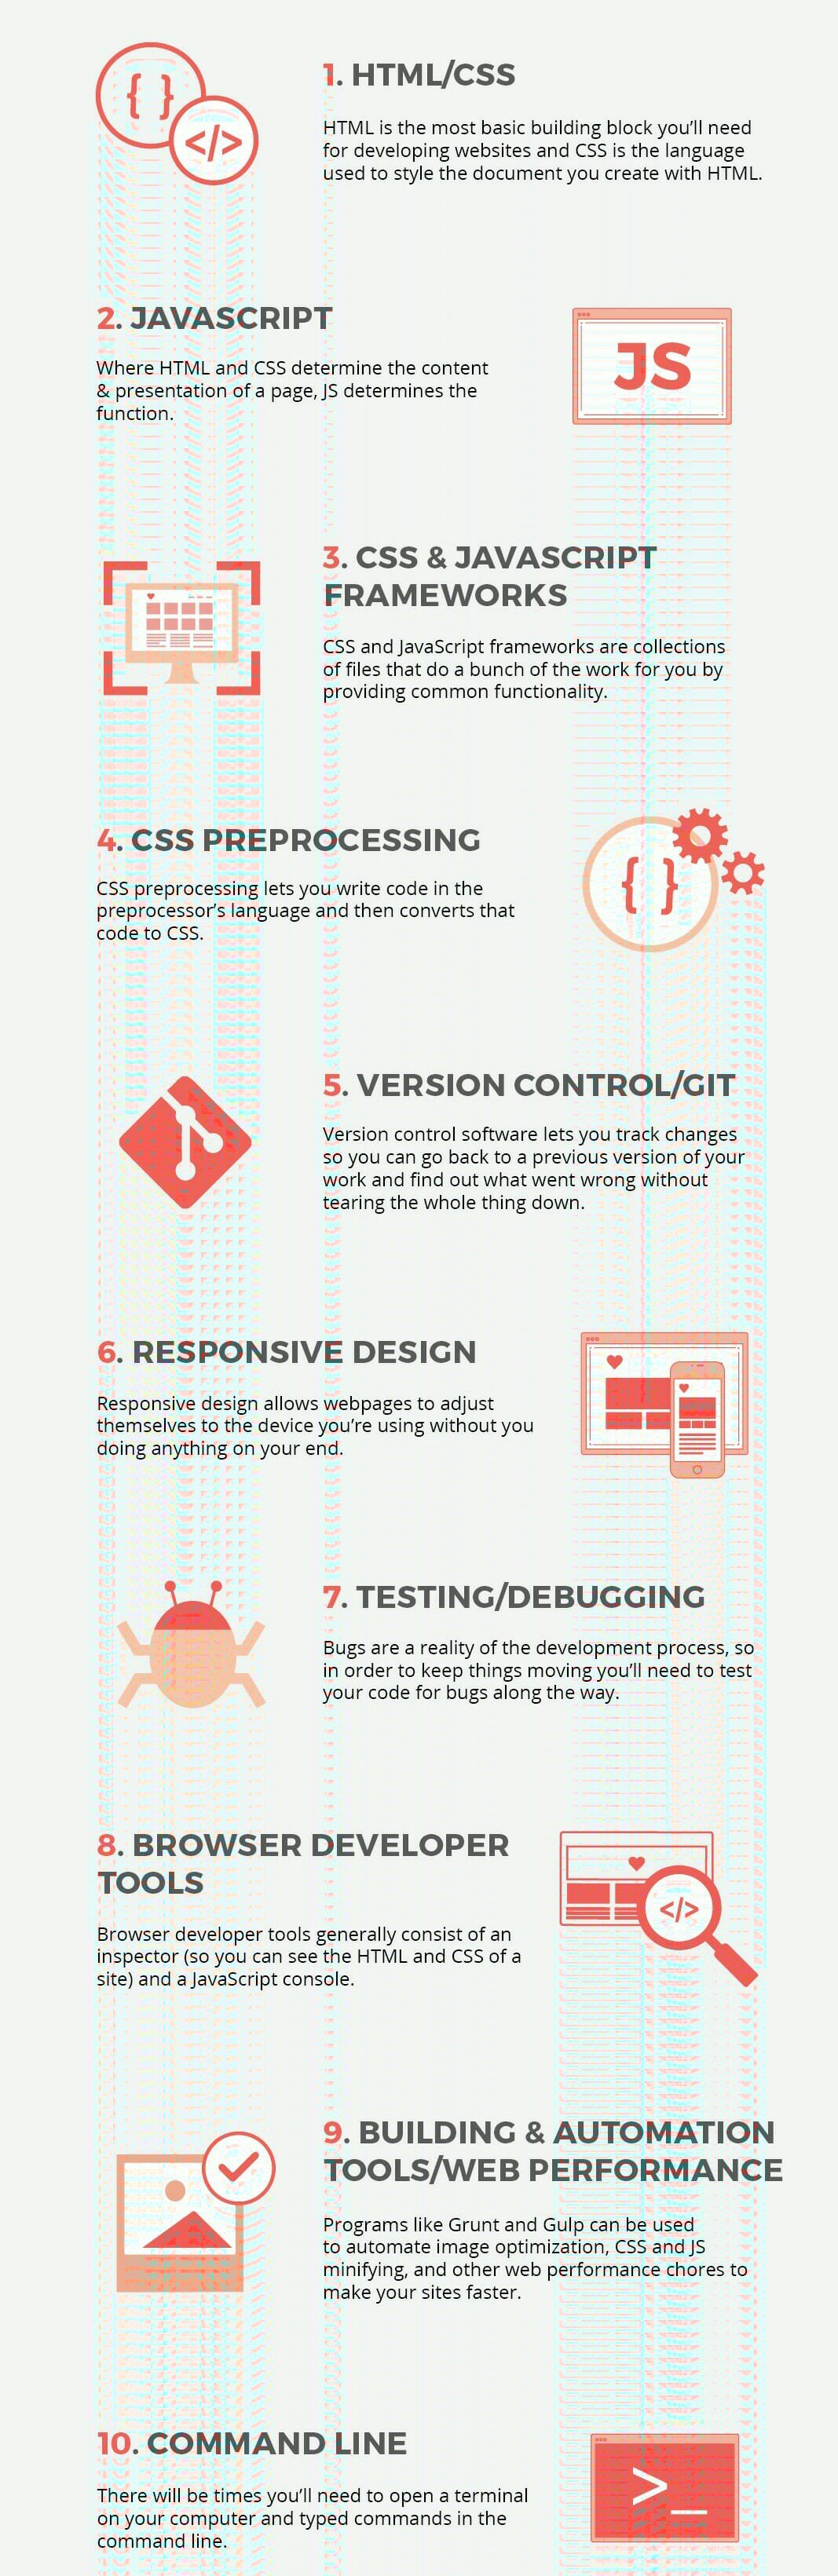 { }
</>
1. HTML/CSS
HTML is the most basic building block you’ll need
for developing websites and CSS is the language
used to style the document you create with HTML.
2. JAVASCRIPT
Where HTML and CSS determine the content
& presentation of a page, JS determines the
function.
JS
3. CSS & JAVASCRIPT
FRAMEWORKS
CSS and JavaScript frameworks are collections
of files that do a bunch of the work for you by
providing common functionality.
4. CSS PREPROCESSING
CSS preprocessing lets you write code in the
preprocessor’s language and then converts that
code to CSS.
{ }
5. VERSION CONTROL/GIT
Version control software lets you track changes
so you can go back to a previous version of your
work and find out what went wrong without
tearing the whole thing down.
6. RESPONSIVE DESIGN
Responsive design allows webpages to adjust
themselves to the device you’re using without you
doing anything on your end.
7. TESTING/DEBUGGING
Bugs are a reality of the development process, so
in order to keep things moving you’ll need to test
your code for bugs along the way.
8. BROWSER DEVELOPER
TOOLS
Browser developer tools generally consist of an
inspector (so you can see the HTML and CSS of a
site) and a JavaScript console.
</>
9. BUILDING & AUTOMATION
TOOLS/WEB PERFORMANCE
Programs like Grunt and Gulp can be used
to automate image optimization, CSS and JS
minifying, and other web performance chores to
make your sites faster.
10. COMMAND LINE
There will be times you’ll need to open a terminal
on your computer and typed commands in the
command line.
>_